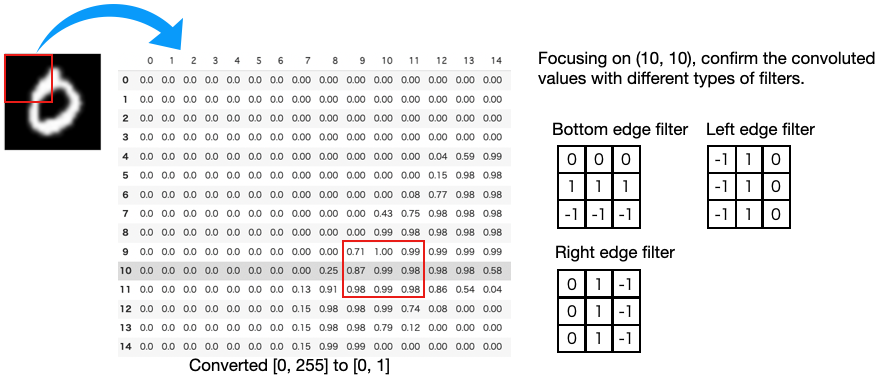 Focusing on (10, 10), confirm the convoluted
values with different types of filters.
0 1 2 3 4 5 6 7 8 9 10 11 12 13 14
0 0.0 0.0 0.0 0.0 0.0 0.0 0.0 0.00 0.00 0.00 0.00 0.00 0.00 0.00 0.00
1 0.0 0.0 0.0 0.0 0.0 0.0 0.0 0.00 0.00 0.00 0.00 0.00 0.00 0.00 0.00
2 0.0 0.0 0.0 0.0 0.0 0.0 0.0 0.00 0.00 0.00 0.00 0.00 0.00 0.00 0.00
3 0.0 0.0 0.0 0.0 0.0 0.0 0.0 0.00 0.00 0.00 0.00 0.00 0.00 0.00 0.00
4 0.0 0.0 0.0 0.0 0.0 0.0 0.0 0.00 0.00 0.00 0.00 0.00 0.04 0.59 0.99
5 0.0 0.0 0.0 0.0 0.0 0.0 0.0 0.00 0.00 0.00 0.00 0.00 0.15 0.98 0.98
6 0.0 0.0 0.0 0.0 0.0 0.0 0.0 0.00 0.00 0.00 0.00 0.08 0.77 0.98 0.98
7 0.0 0.0 0.0 0.0 0.0 0.0 0.0 0.00 0.00 0.00 0.43 0.75 0.98 0.98 0.98
8 0.0 0.0 0.0 0.0 0.0 0.0 0.0 0.00 0.00 0.00 0.99 0.98 0.98 0.98 0.98
9 0.0 0.0 0.0 0.0 0.0 0.0 0.0 0.00 0.00 0.71 1.00 0.99 0.99 0.99 0.99
10 0.0 0.0 0.0 0.0 0.0 0.0 0.0 0.00 0.25 0.87 0.99 0.98 0.98 0.98 0.58
11 0.0 0.0 0.0 0.0 0.0 0.0 0.0 0.13 0.91 0.98 0.99 0.98 0.86 0.54 0.04
12 0.0 0.0 0.0 0.0 0.0 0.0 0.0 0.15 0.98 0.98 0.99 0.74 0.08 0.00 0.00
13 0.0 0.0 0.0 0.0 0.0 0.0 0.0 0.15 0.98 0.98 0.79 0.12 0.00 0.00 0.00
14 0.0 0.0 0.0 0.0 0.0 0.0 0.0 0.15 0.99 0.99 0.00 0.00 0.00 0.00 0.00
Converted [0, 255] to [0, 1]
Bottom edge filter
0 0 0
1 1 1
-1 -1 -1
Left edge filter
-1 1 0
-1 1 0
-1 1 0
Right edge filter
0 1 -1
0 1 -1
0 1 -1